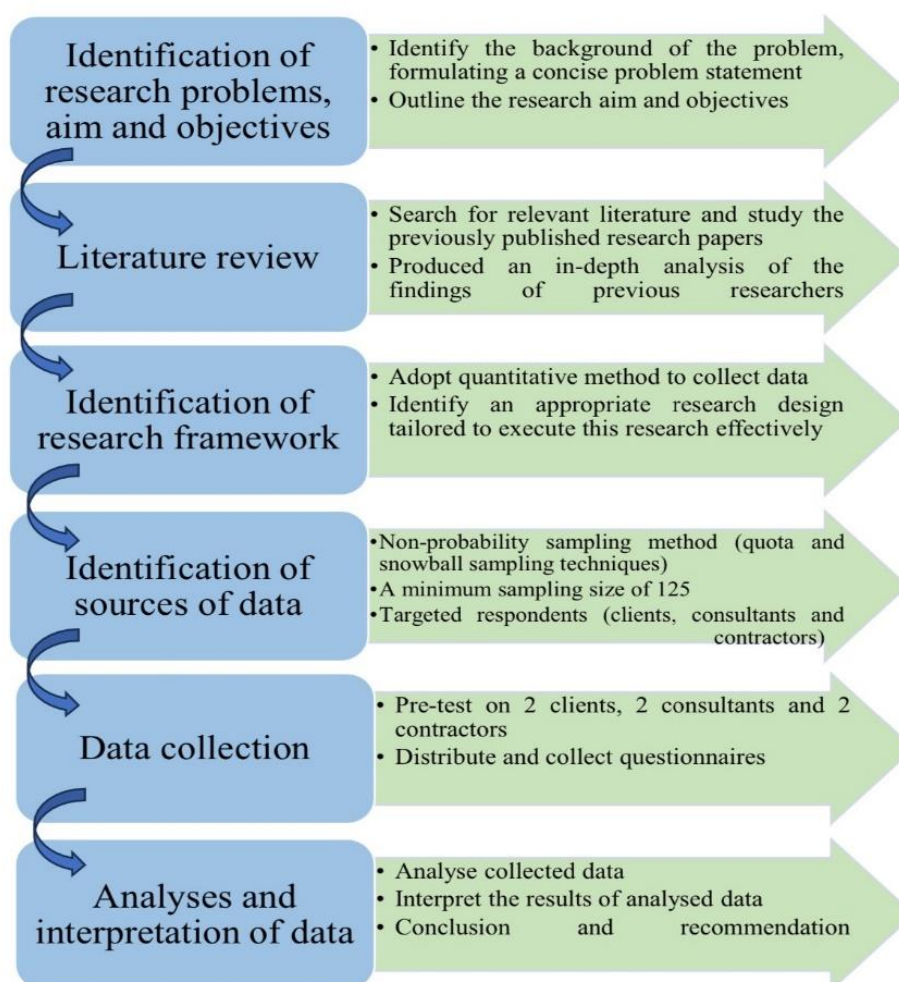 Identification of
research problems,
aim and objectives
• Identify the background of the problem,
formulating a concise problem statement
• Outline the research aim and objectives
Literature review
• Search for relevant literature and study the
previously published research papers
• Produced an in-depth analysis of the
findings of previous researchers
Identification of
research framework
• Adopt quantitative method to collect data
• Identify an appropriate research design
tailored to execute this research effectively
Identification of
sources of data
•Non-probability sampling method (quota and
snowball sampling techniques)
•A minimum sampling size of 125
•Targeted respondents (clients, consultants and
contractors)
Data collection
• Pre-test on 2 clients, 2 consultants and 2
contractors
• Distribute and collect questionnaires
Analyses and
interpretation of data
• Analyse collected data
• Interpret the results of analysed data
• Conclusion and recommendation